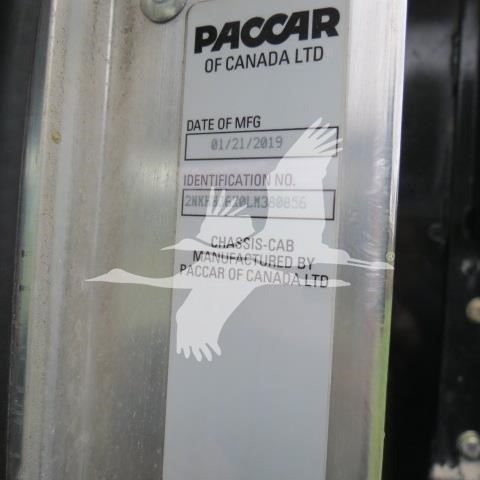 PACCAR
OF CANADA LTD
DATE OF MFG
01/21/2019
IDENTIFICATION NO.
CHASSIS-CAB
MANUFACTURED BY
PACCAR OF CANADA LTD